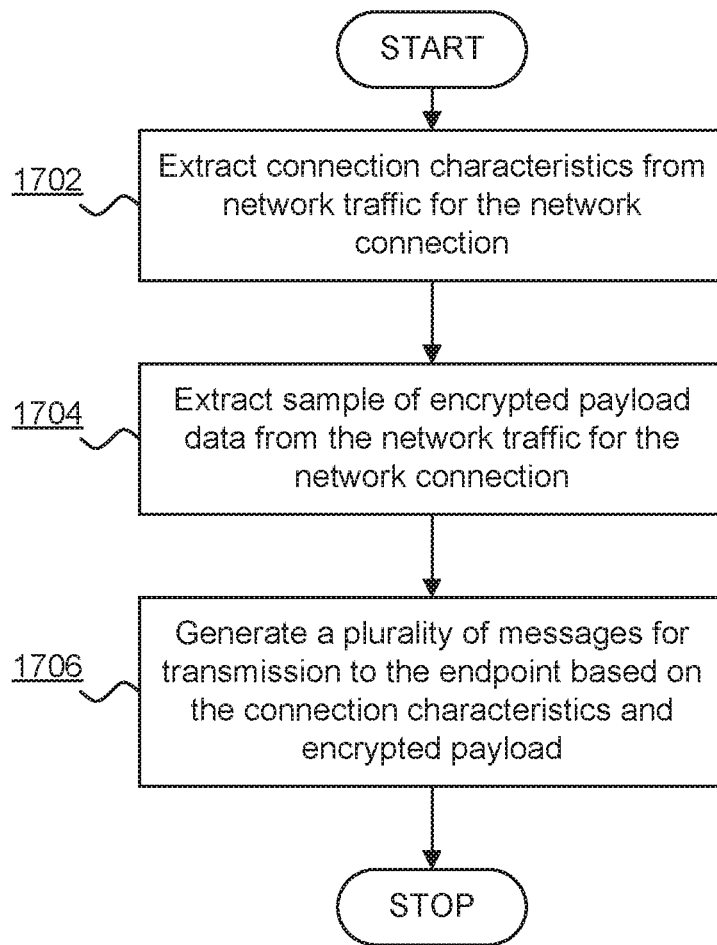 START
1702
Extract connection characteristics from
network traffic for the network
connection
1704
Extract sample of encrypted payload
data from the network traffic for the
network connection
1706
Generate a plurality of messages for
transmission to the endpoint based on
the connection characteristics and
encrypted payload
STOP